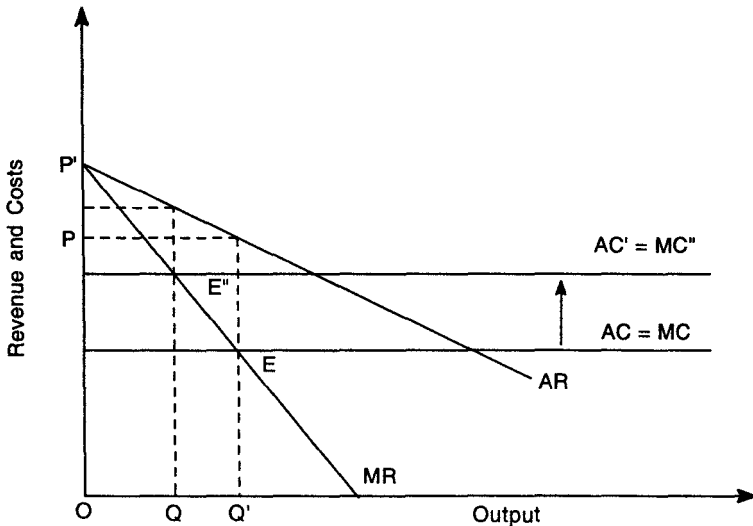 Revenue and Costs
P'
P
AC' = MC"
E"
AC = MC
E
AR
MR
O
Q
Q'
Output